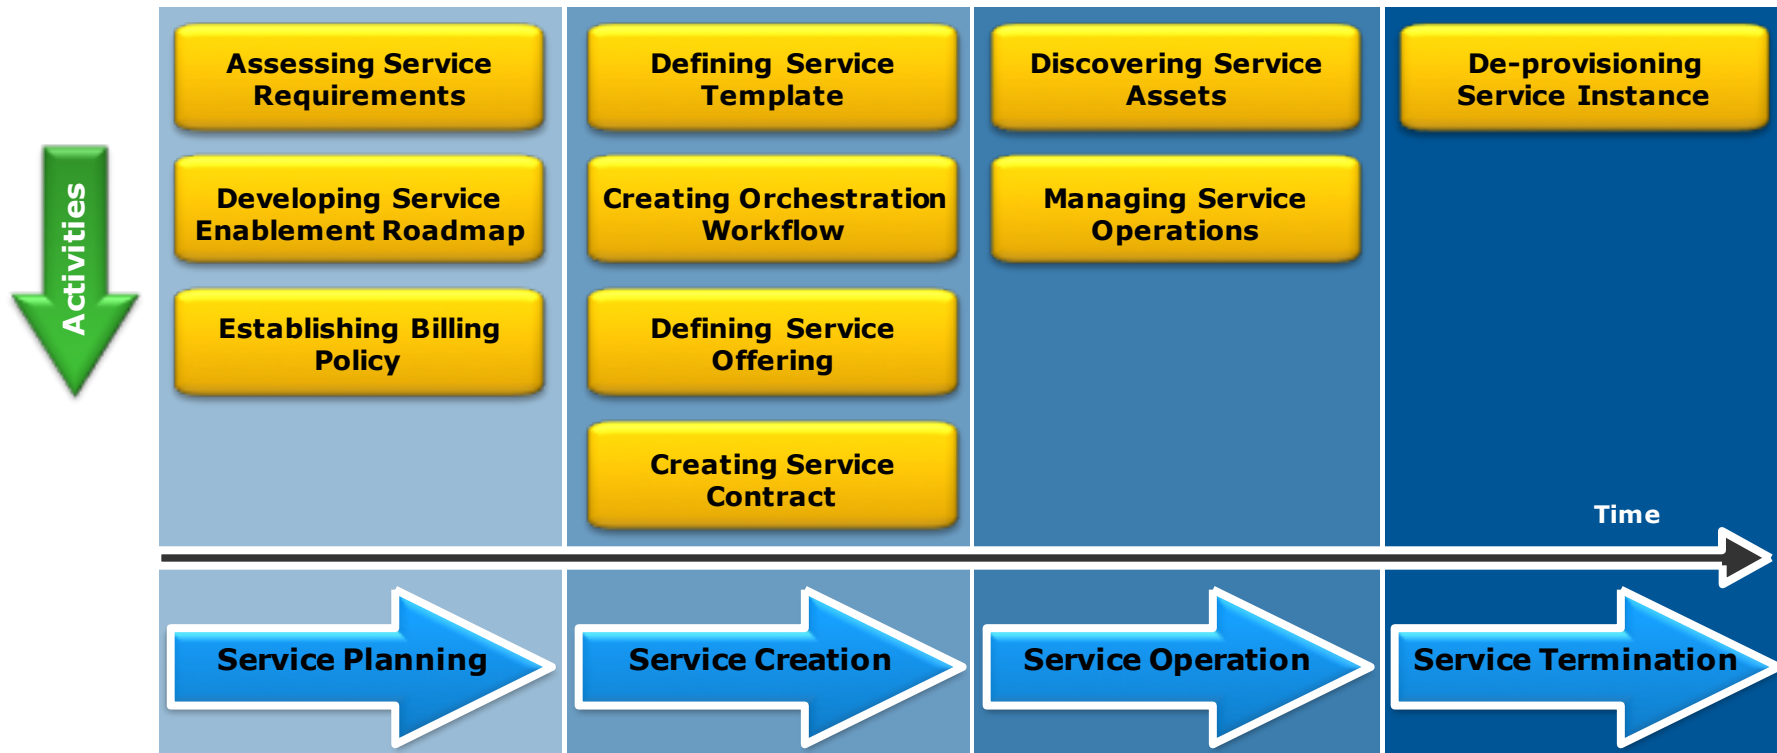 Assessing Service
Requirements
Defining Service
Template
Discovering Service
Assets
De-provisioning
Service Instance
Activities
Developing Service
Enablement Roadmap
Creating Orchestration
Workflow
Managing Service
Operations
Establishing Billing
Policy
Defining Service
Offering
Creating Service
Contract
Time
Service Planning
Service Creation
Service Operation
Service Termination